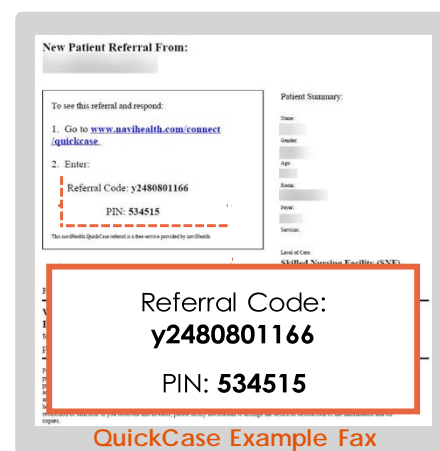 New Patient Referral From:
To see this referral and respond:
1. Go to www.navihealth.com/connect
/quickcase
2. Enter:
Referral Code: y2480801166
PIN: 534515
This naviHealth QuickCase referral is a free service provided by naviHealth.
Patient Summary:
Name:
Gender:
Age:
Room:
Payer:
Services:
Level of Care:
Skilled Nursing Facility (SNF)
Referral Code:
y2480801166
PIN: 534515
copies.
QuickCase Example Fax